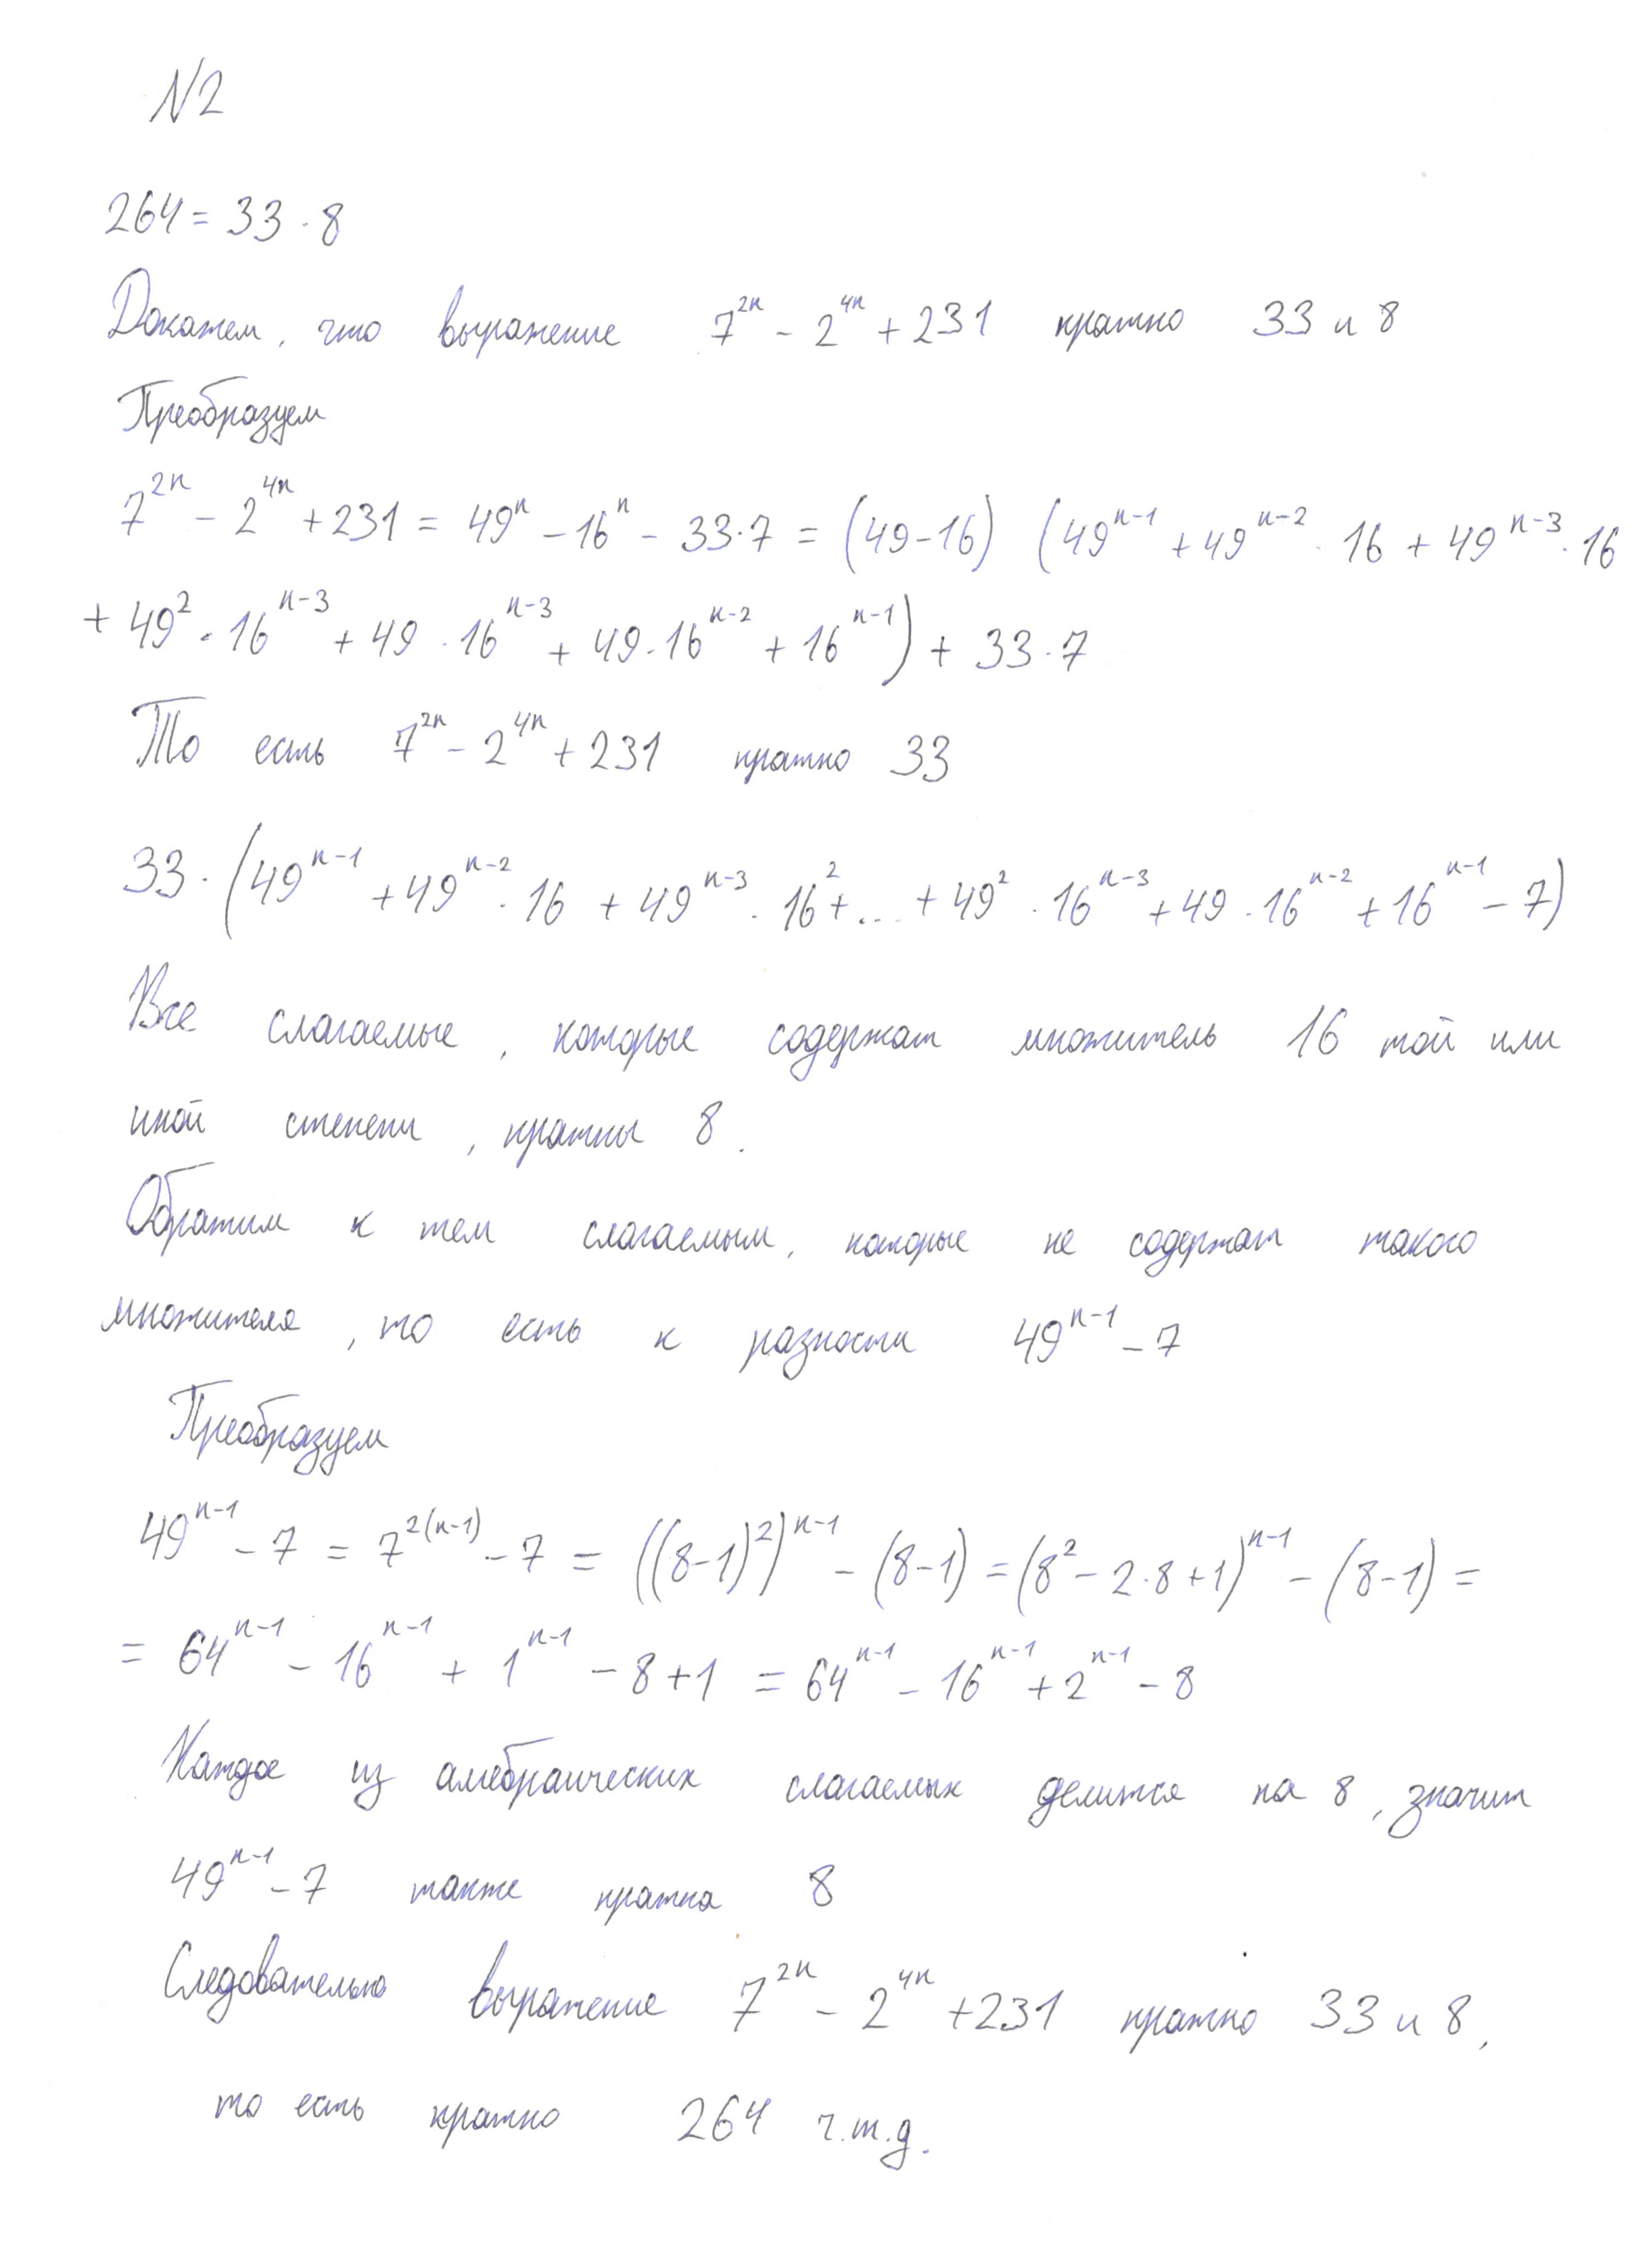 N2
264 = 33 · 8
Докажем, что выражение 7^{2n} - 2^{4n} + 231 кратно 33 и 8
Преобразуем
7^{2n} - 2^{4n} + 231 = 49^n - 16^n - 33·7 = (49-16) (49^{n-1} + 49^{n-2} · 16 + 49^{n-3} · 16
+ 49^2 · 16^{n-3} + 49 · 16^{n-3} + 49 · 16^{n-2} + 16^{n-1}) + 33·7
То есть 7^{2n} - 2^{4n} + 231 кратно 33
33 · (49^{n-1} + 49^{n-2} · 16 + 49^{n-3} · 16^2 + ... + 49^2 · 16^{n-3} + 49 · 16^{n-2} + 16^{n-1} - 7)
Все слагаемые, которые содержат множитель 16 той или
иной степени, кратны 8.
Обратим к тем слагаемым, которые не содержат такого
множителя, то есть к разности 49^{n-1} - 7
Преобразуем
49^{n-1} - 7 = 7^{2(n-1)} - 7 = ((8-1)^2)^{n-1} - (8-1) = (8^2 - 2·8 + 1)^{n-1} - (8-1) =
= 64^{n-1} - 16^{n-1} + 1^{n-1} - 8 + 1 = 64^{n-1} - 16^{n-1} + 2^{n-1} - 8
Каждое из алгебраических слагаемых делится на 8, значит
49^{n-1} - 7 также кратна 8
Следовательно выражение 7^{2n} - 2^{4n} + 231 кратно 33 и 8,
то есть кратно 264 ч.т.д.